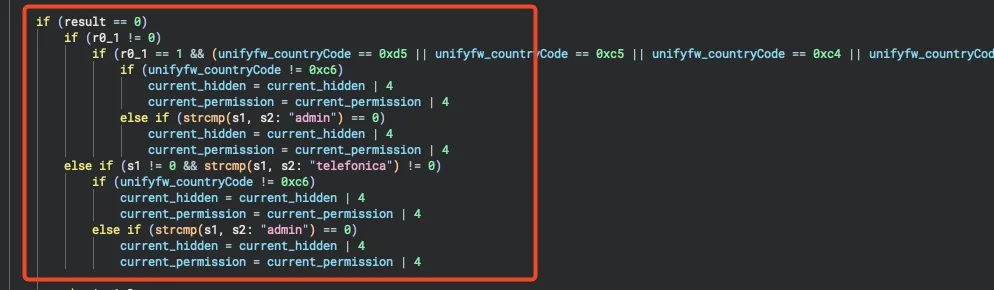 if (result == 0)
if (r0_1 != 0)
if (r0_1 == 1 && (unifyfw_countryCode == 0xd5 || unifyfw_countryCode == 0xc5 || unifyfw_countryCode == 0xc4 || unifyfw_countryCod
if (unifyfw_countryCode != 0xc6)
current_hidden = current_hidden | 4
current_permission = current_permission | 4
else if (strcmp(s1, s2: "admin") == 0)
current_hidden = current_hidden | 4
current_permission = current_permission | 4
else if (s1 != 0 && strcmp(s1, s2: "telefonica") != 0)
if (unifyfw_countryCode != 0xc6)
current_hidden = current_hidden | 4
current_permission = current_permission | 4
else if (strcmp(s1, s2: "admin") == 0)
current_hidden = current_hidden | 4
current_permission = current_permission | 4